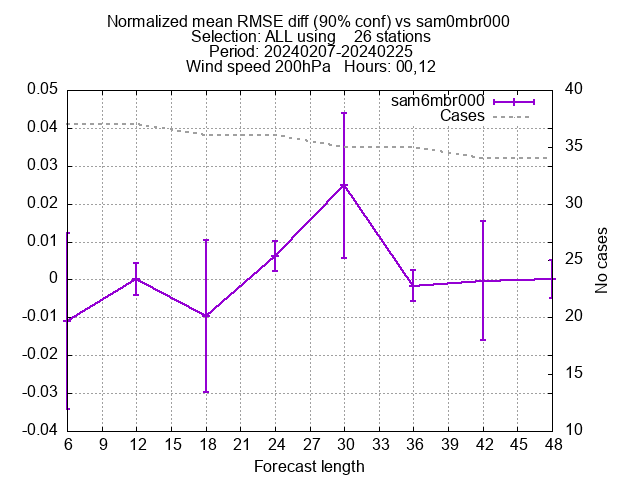 Normalized mean RMSE diff (90% conf) vs sam0mbr000
Selection: ALL using    26 stations
Period: 20240207-20240225
Wind speed 200hPa   Hours: 00,12
sam6mbr000
Cases
0.05
0.04
0.03
0.02
0.01
0
-0.01
-0.02
-0.03
-0.04
40
35
30
25
20
15
10
No cases
6 9 12 15 18 21 24 27 30 33 36 39 42 45 48
Forecast length